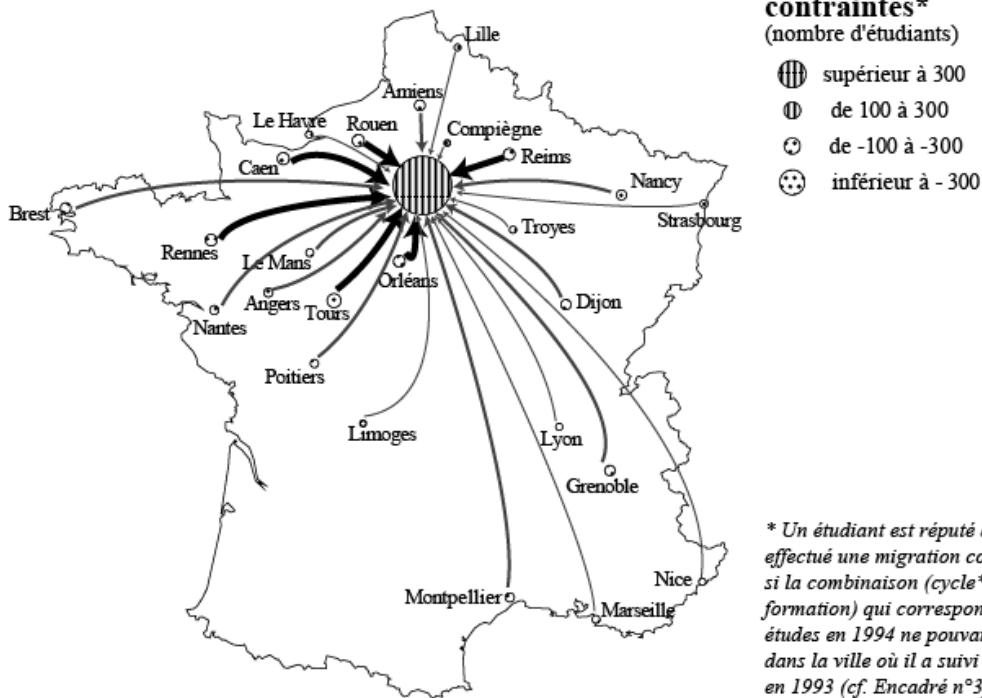 contraintes*
(nombre d'étudiants)
supérieur à 300
de 100 à 300
de -100 à -300
inférieur à - 300
Lille
Amiens
Le Havre
Rouen
Compiègne
Caen
Reims
Nancy
Brest
Strasbourg
Troyes
Rennes
Le Mans
Orléans
Angers
Tours
Dijon
Nantes
Poitiers
Limoges
Lyon
Grenoble
Nice
Montpellier
Marseille
* Un étudiant est réputé
effectué une migration
si la combinaison (cycle*
formation) qui
études en 1994 ne
dans la ville où il a suivi
en 1993 (cf. Encadré n°3